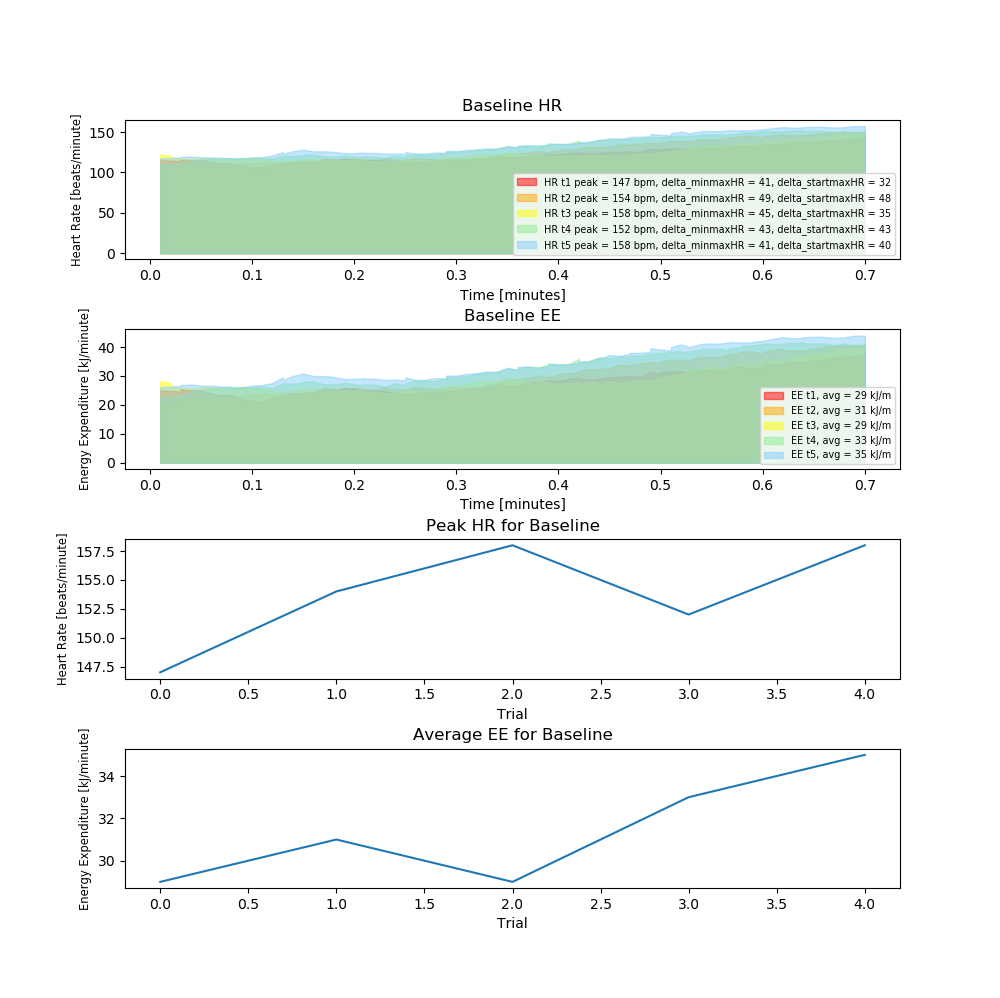 Baseline HR
Heart Rate [beats/minute]
150
100
50
0
HR t1 peak = 147 bpm, delta_minmaxHR = 41, delta_startmaxHR = 32
HR t2 peak = 154 bpm, delta_minmaxHR = 49, delta_startmaxHR = 48
HR t3 peak = 158 bpm, delta_minmaxHR = 45, delta_startmaxHR = 35
HR t4 peak = 152 bpm, delta_minmaxHR = 43, delta_startmaxHR = 43
HR t5 peak = 158 bpm, delta_minmaxHR = 41, delta_startmaxHR = 40
0.0 0.1 0.2 0.3 0.4 0.5 0.6 0.7
Time [minutes]
Baseline EE
Energy Expenditure [kJ/minute]
40
30
20
10
0
EE t1, avg = 29 kJ/m
EE t2, avg = 31 kJ/m
EE t3, avg = 29 kJ/m
EE t4, avg = 33 kJ/m
EE t5, avg = 35 kJ/m
0.0 0.1 0.2 0.3 0.4 0.5 0.6 0.7
Time [minutes]
Peak HR for Baseline
Heart Rate [beats/minute]
157.5
155.0
152.5
150.0
147.5
0.0 0.5 1.0 1.5 2.0 2.5 3.0 3.5 4.0
Trial
Average EE for Baseline
Energy Expenditure [kJ/minute]
34
32
30
0.0 0.5 1.0 1.5 2.0 2.5 3.0 3.5 4.0
Trial